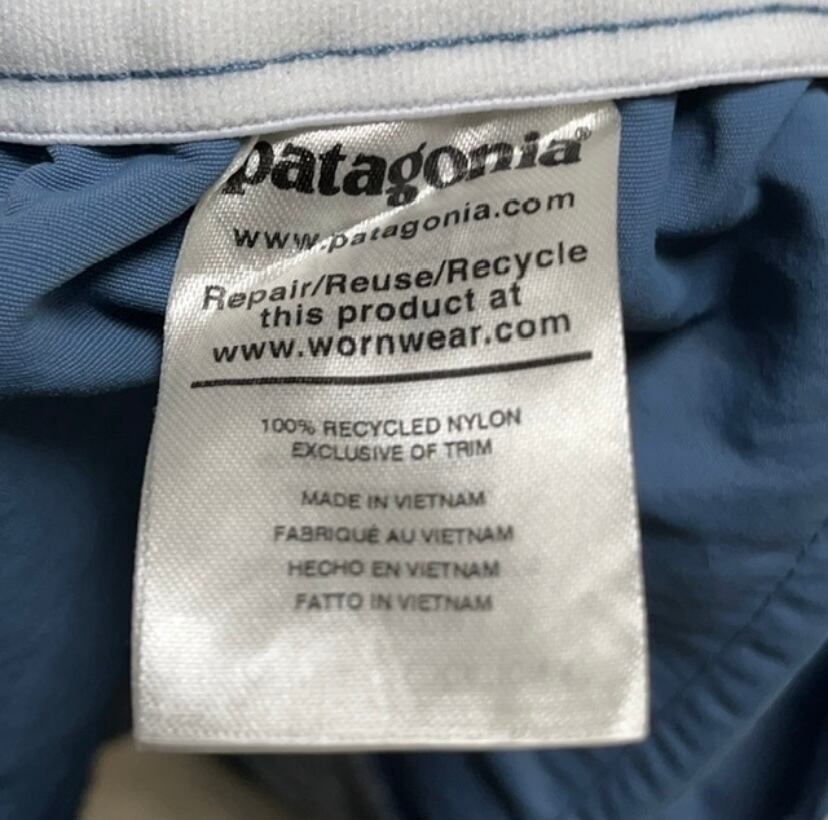 patagonia®
www.patagonia.com
Repair/Reuse/Recycle
this product at
www.wornwear.com
100% RECYCLED NYLON
EXCLUSIVE OF TRIM
MADE IN VIETNAM
FABRIQUÉ AU VIETNAM
HECHO EN VIETNAM
FATTO IN VIETNAM